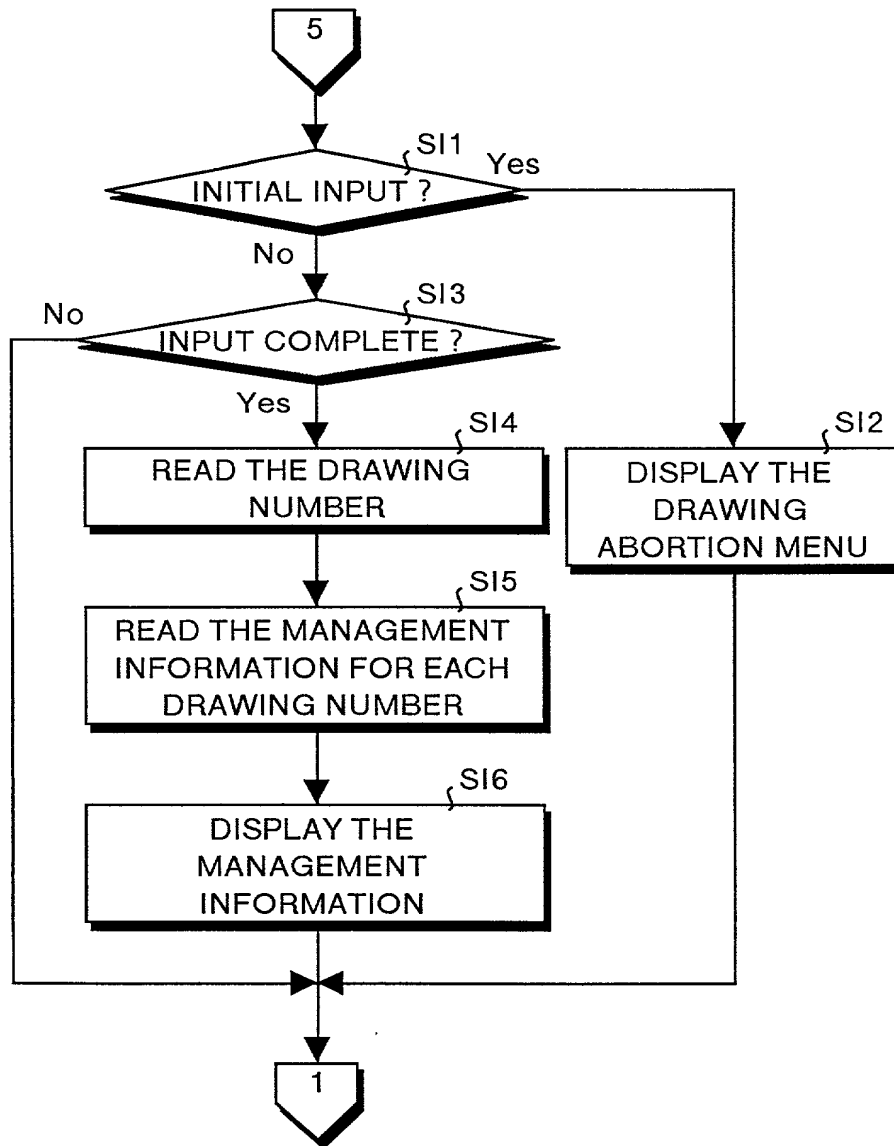 5
SI1
Yes
INITIAL INPUT ?
No
SI3
No
INPUT COMPLETE ?
Yes
SI4
READ THE DRAWING
NUMBER
SI2
DISPLAY THE
DRAWING
ABORTION MENU
SI5
READ THE MANAGEMENT
INFORMATION FOR EACH
DRAWING NUMBER
SI6
DISPLAY THE
MANAGEMENT
INFORMATION
1